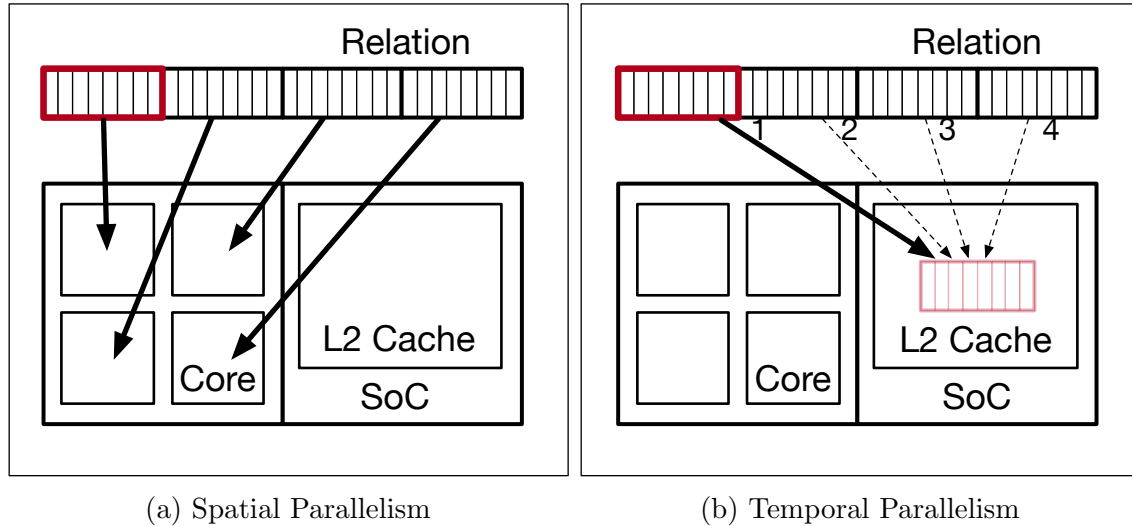 Relation
Core
L2 Cache
SoC
(a) Spatial Parallelism
Relation
1 2 3 4
Core
L2 Cache
SoC
(b) Temporal Parallelism